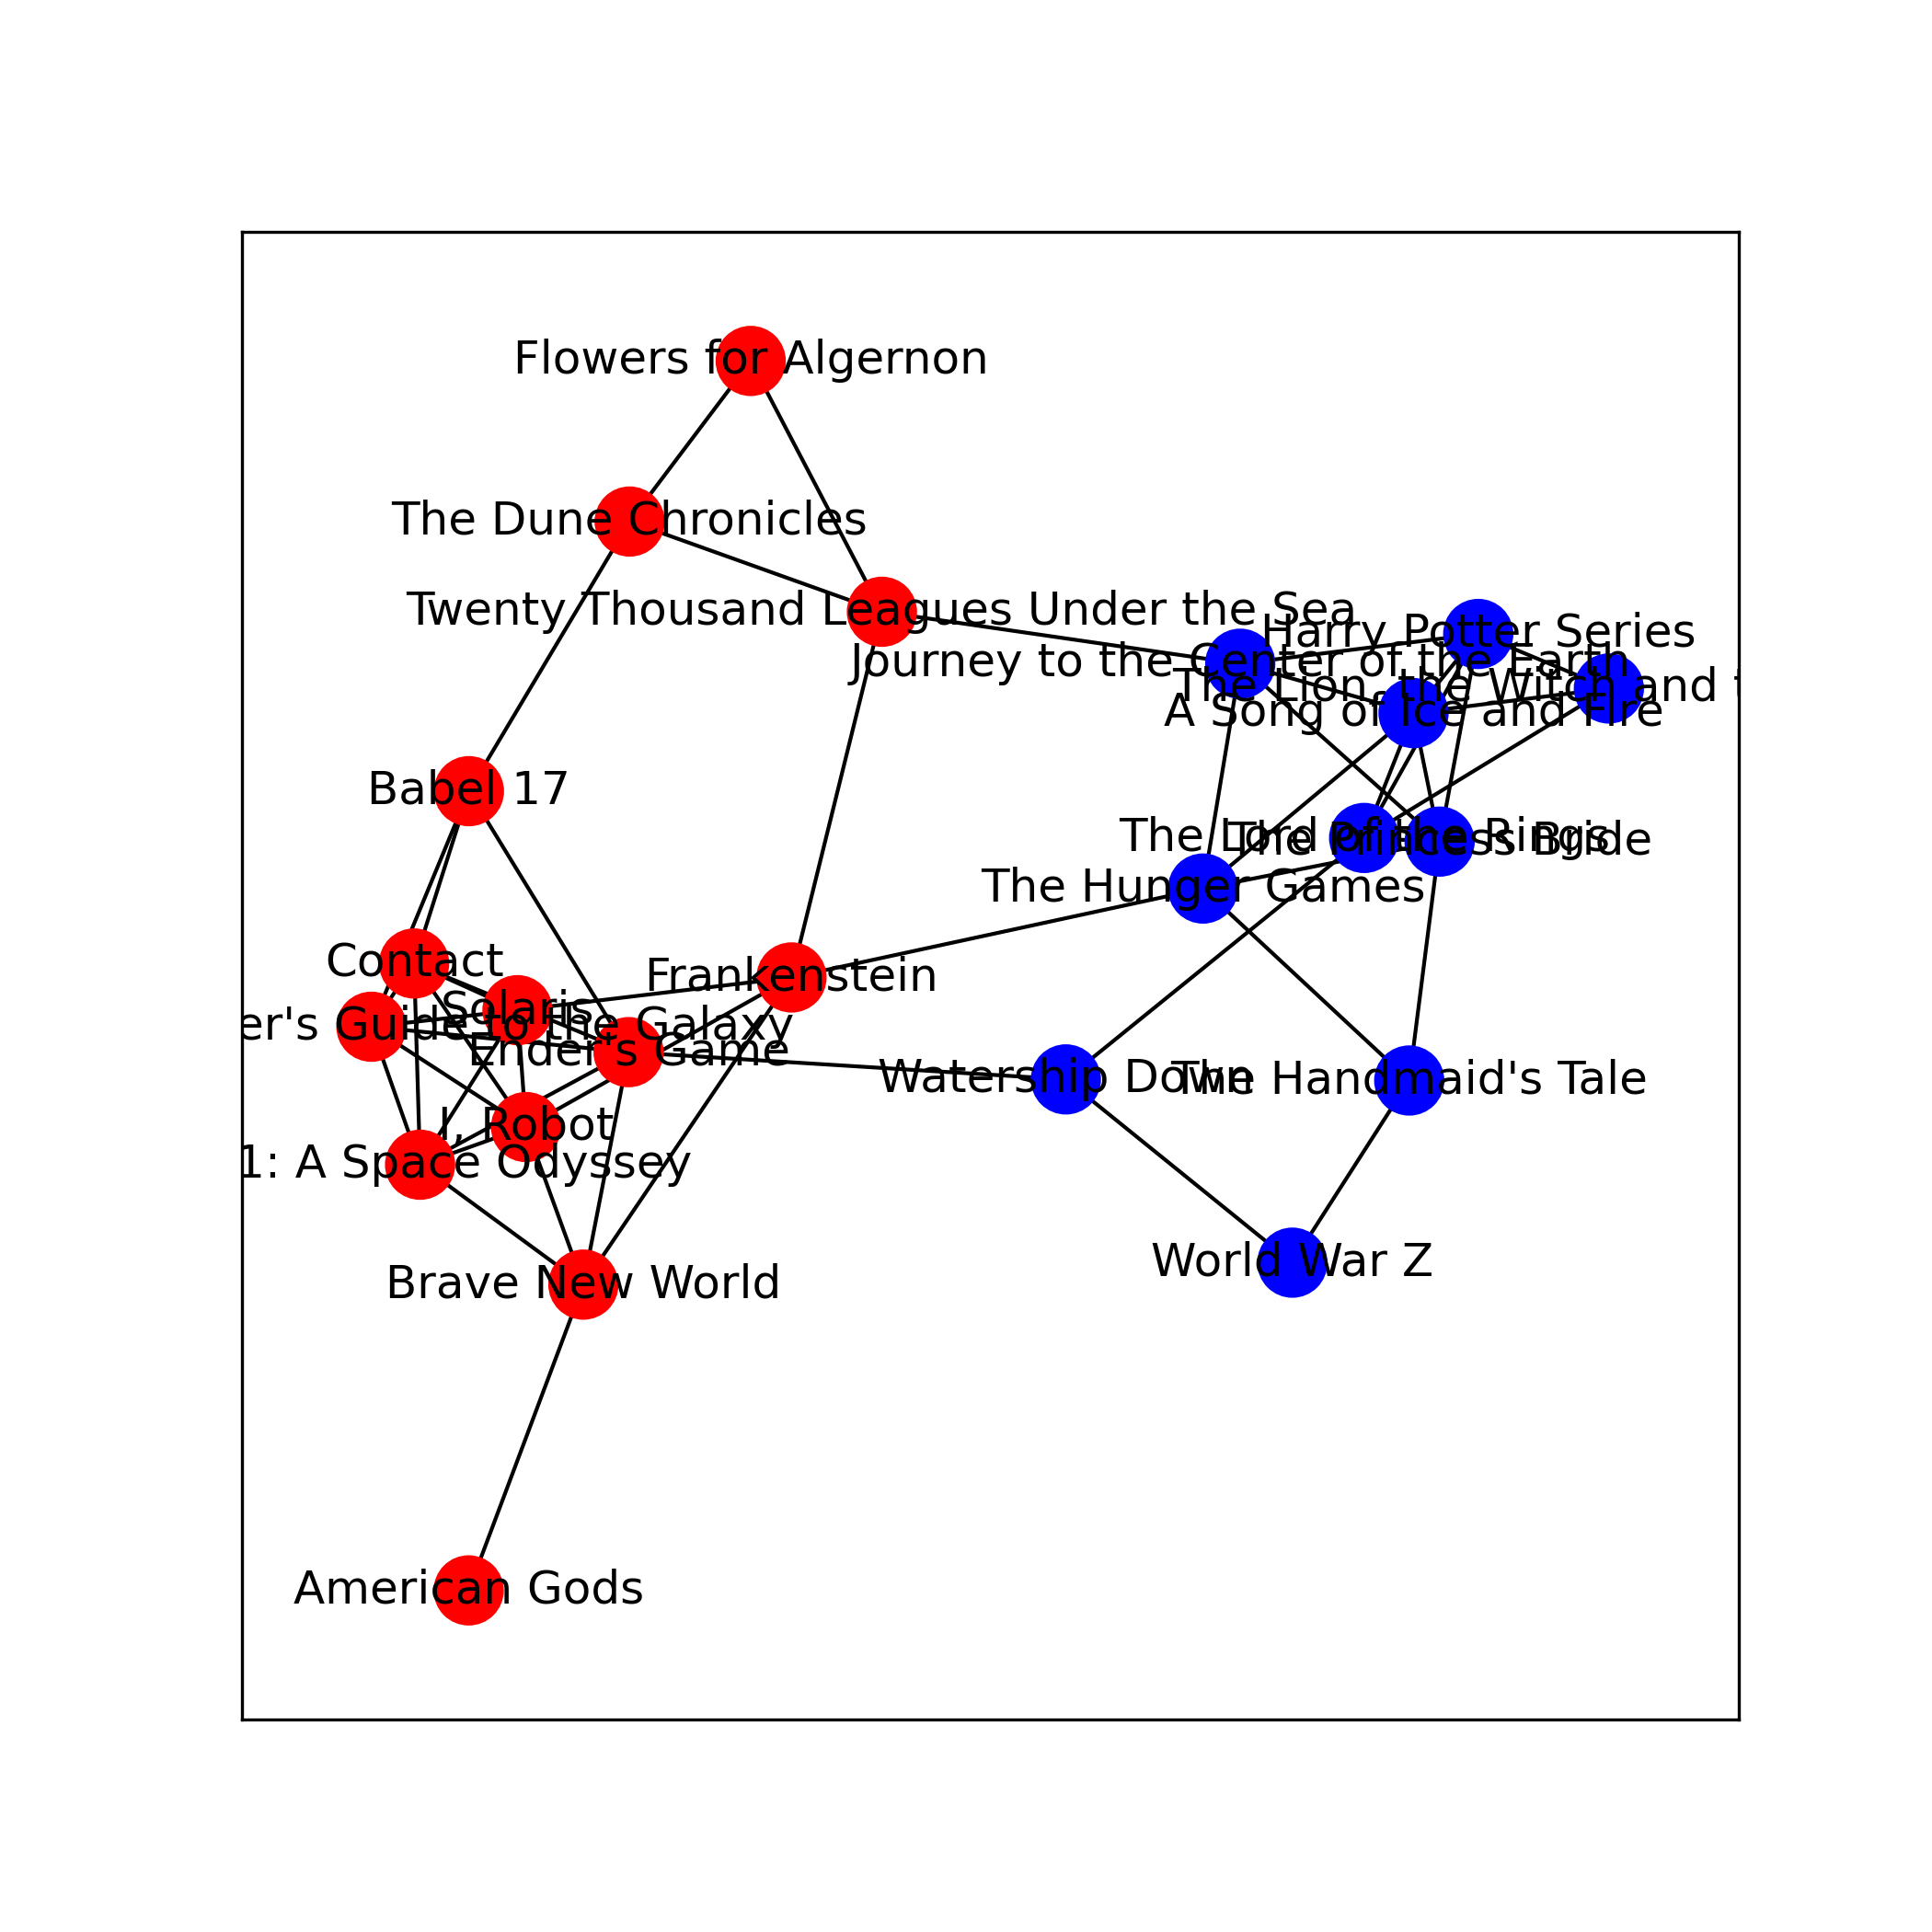 Flowers for Algernon
The Dune Chronicles
Twenty Thousand Leagues Under the Sea
Harry Potter Series
Journey to the Center of the Earth
The Lion, the Witch and t
A Song of Ice and Fire
Babel 17
The Lord of the Rings
The Princess Bride
The Hunger Games
Contact
Frankenstein
Solaris
er's Guide to the Galaxy
Ender's Game
Watership Down
The Handmaid's Tale
I, Robot
1: A Space Odyssey
World War Z
Brave New World
American Gods